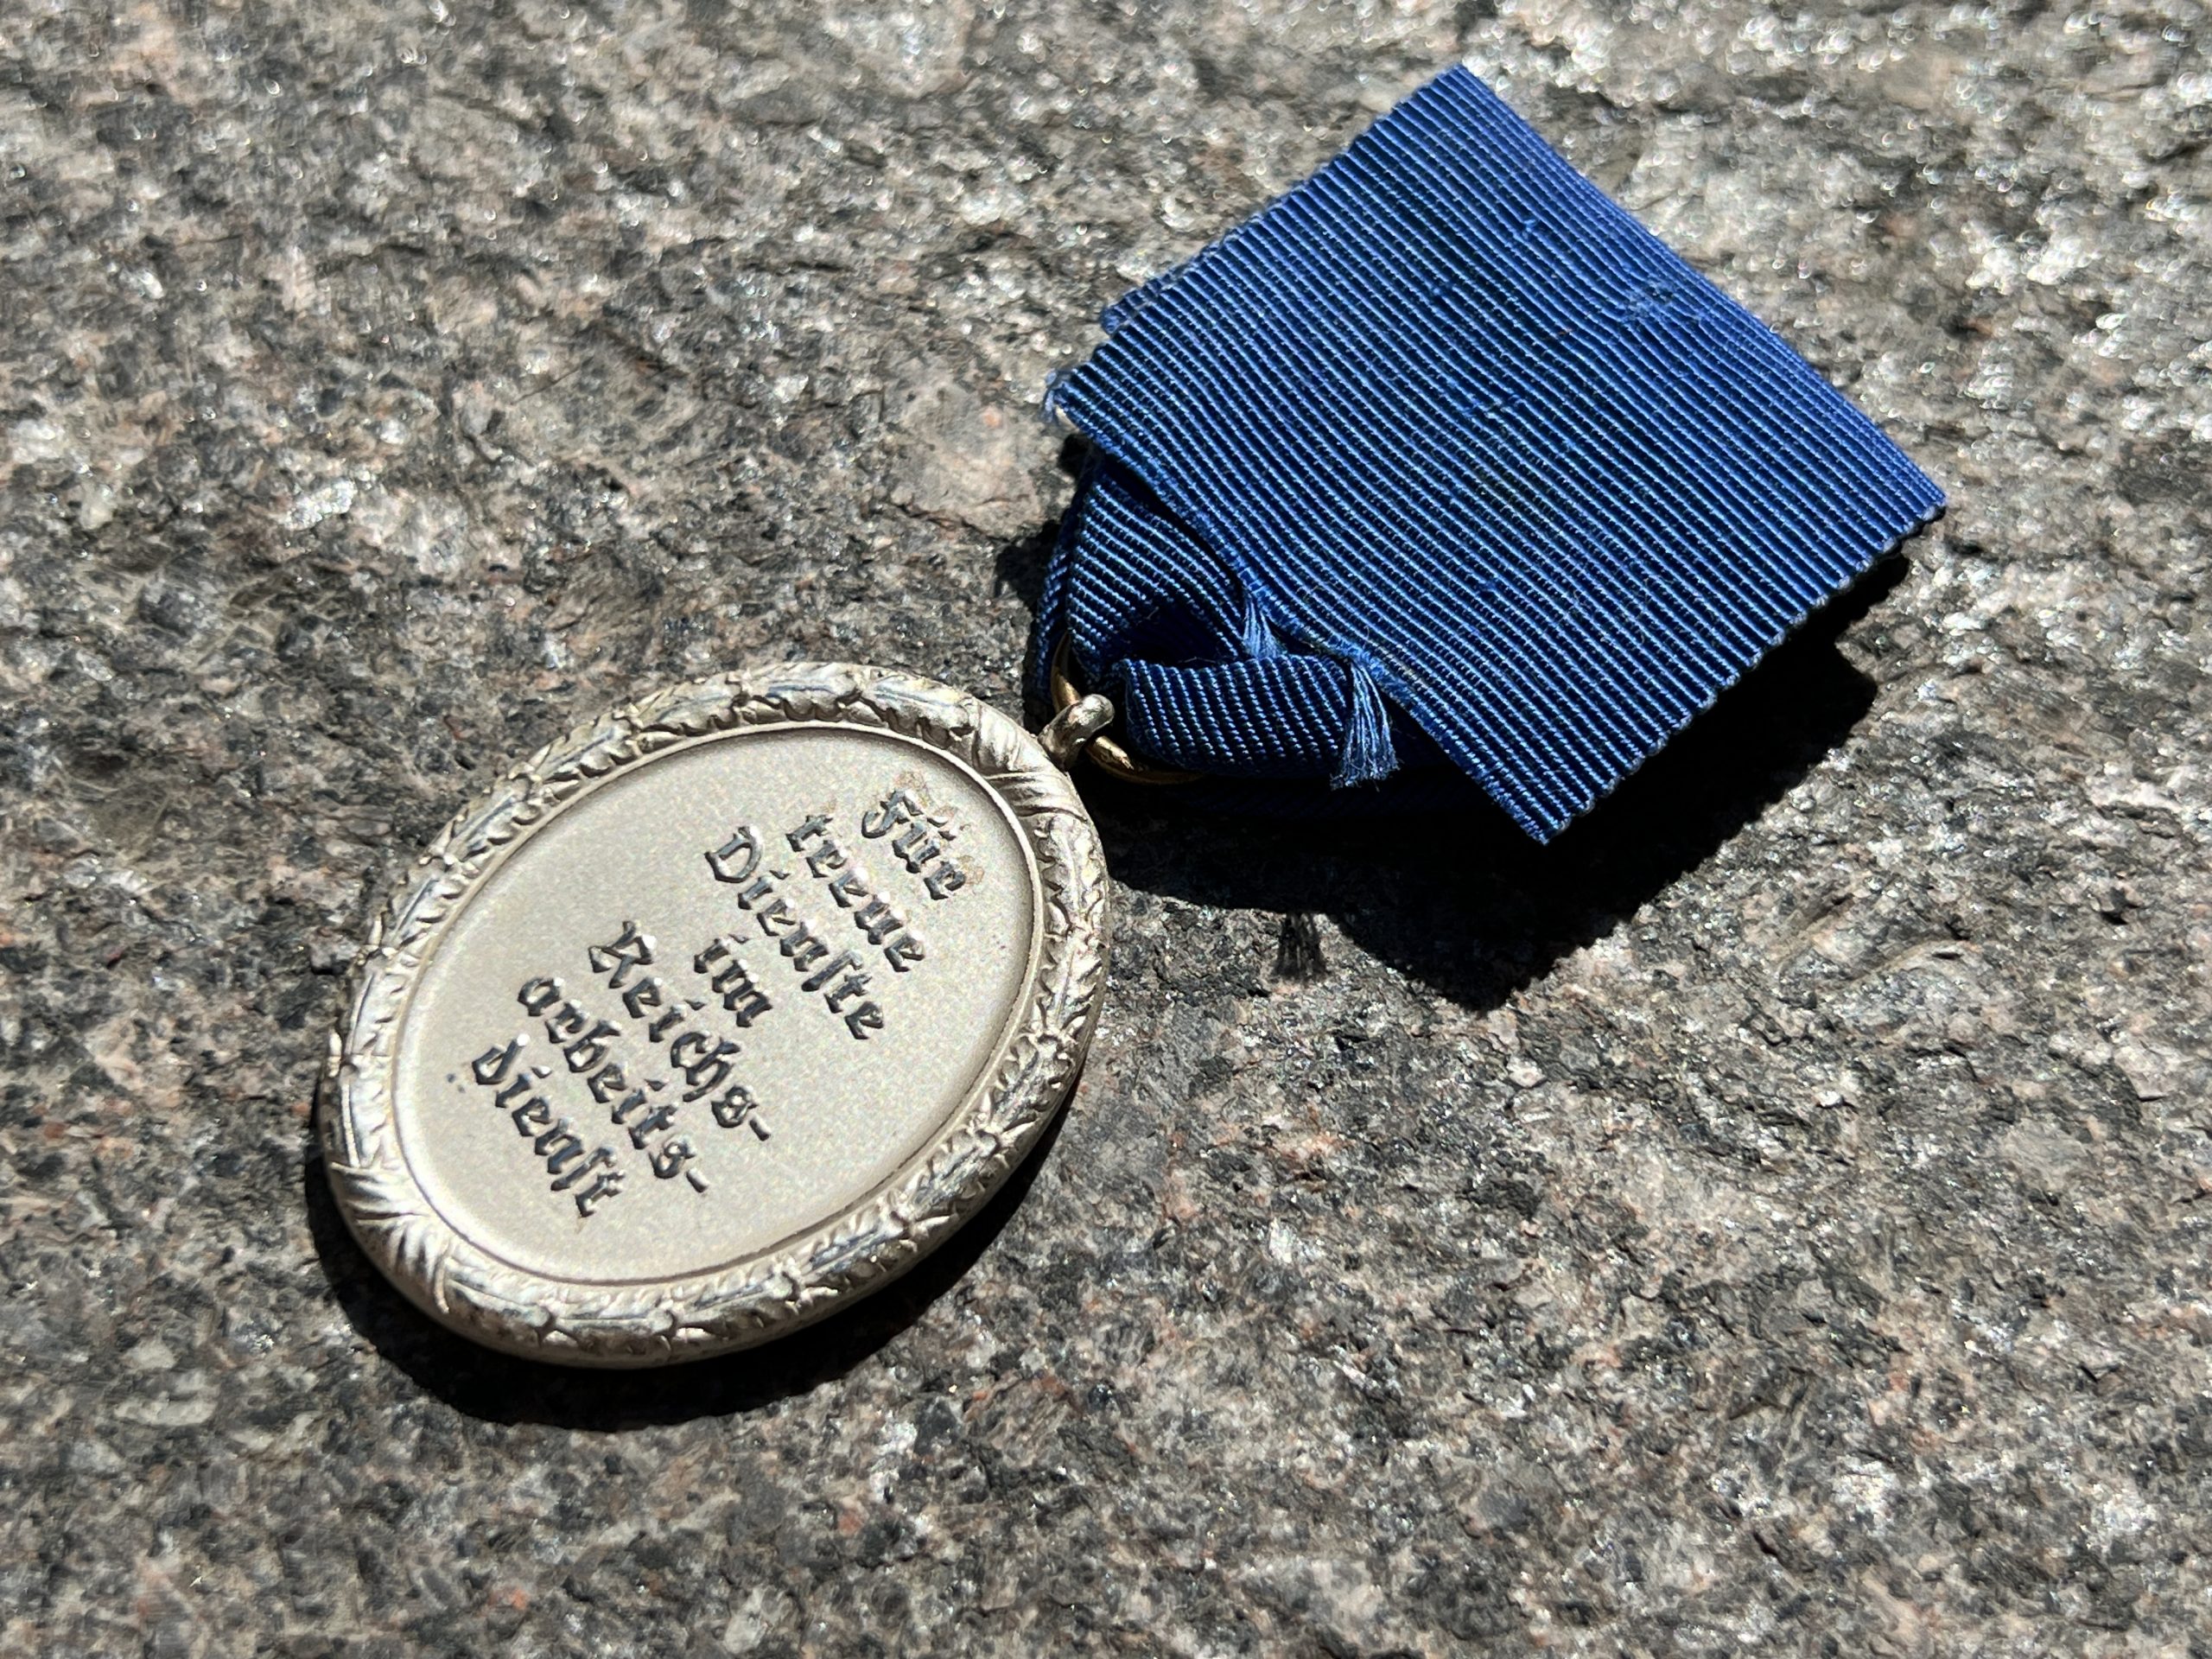 Für
treue
Dienſte
im
Reichs-
arbeits-
dienſt